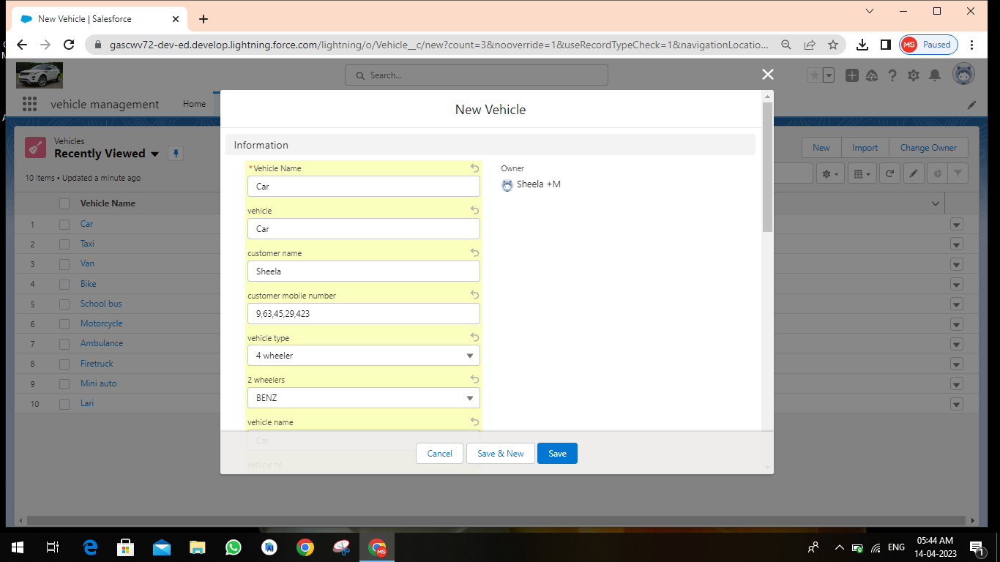 New Vehicle | Salesforce
gascwv72-dev-ed.develop.lightning.force.com/lightning/o/Vehicle__c/new?count=3&nooverride=1&useRecordTypeCheck=1&navigationLocatio...
MS Paused
Search...
vehicle management
Home
New Vehicle
Information
* Vehicle Name
Car
vehicle
Car
customer name
Sheela
customer mobile number
9,63,45,29,423
vehicle type
4 wheeler
2 wheelers
BENZ
vehicle name
Car
vehicle no
Owner
Sheela +M
Cancel
Save & New
Save
Vehicles
Recently Viewed
10 items • Updated a minute ago
New
Import
Change Owner
Vehicle Name
1 Car
2 Taxi
3 Van
4 Bike
5 School bus
6 Motorcycle
7 Ambulance
8 Firetruck
9 Mini auto
10 Lari
MS
ENG
05:44 AM
14-04-2023
1